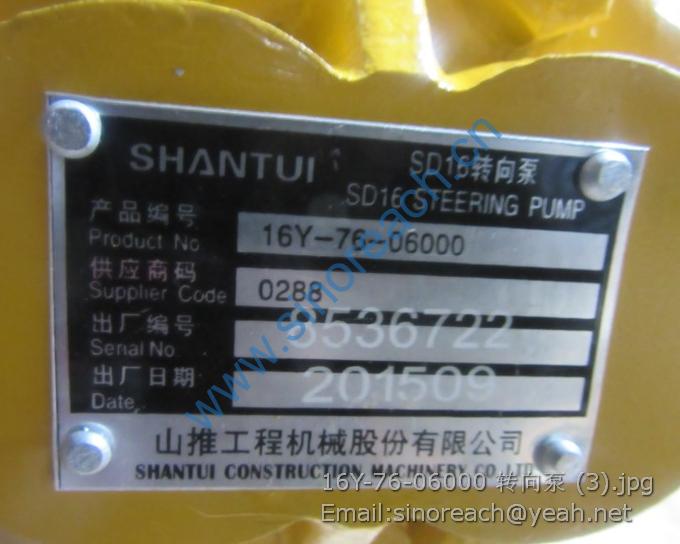 SHANTUI
SD16转向泵
SD16 STEERING PUMP
产品编号
Product No
16Y-76-06000
供应商码
Supplier Code
0288
出厂编号
Serial No
8536722
出厂日期
Date
201509
山推工程机械股份有限公司
SHANTUI CONSTRUCTION MACHINERY CO.LTD
www.sinoreach.cn
16Y-76-06000 转向泵 (3).jpg
Email:sinoreach@yeah.net